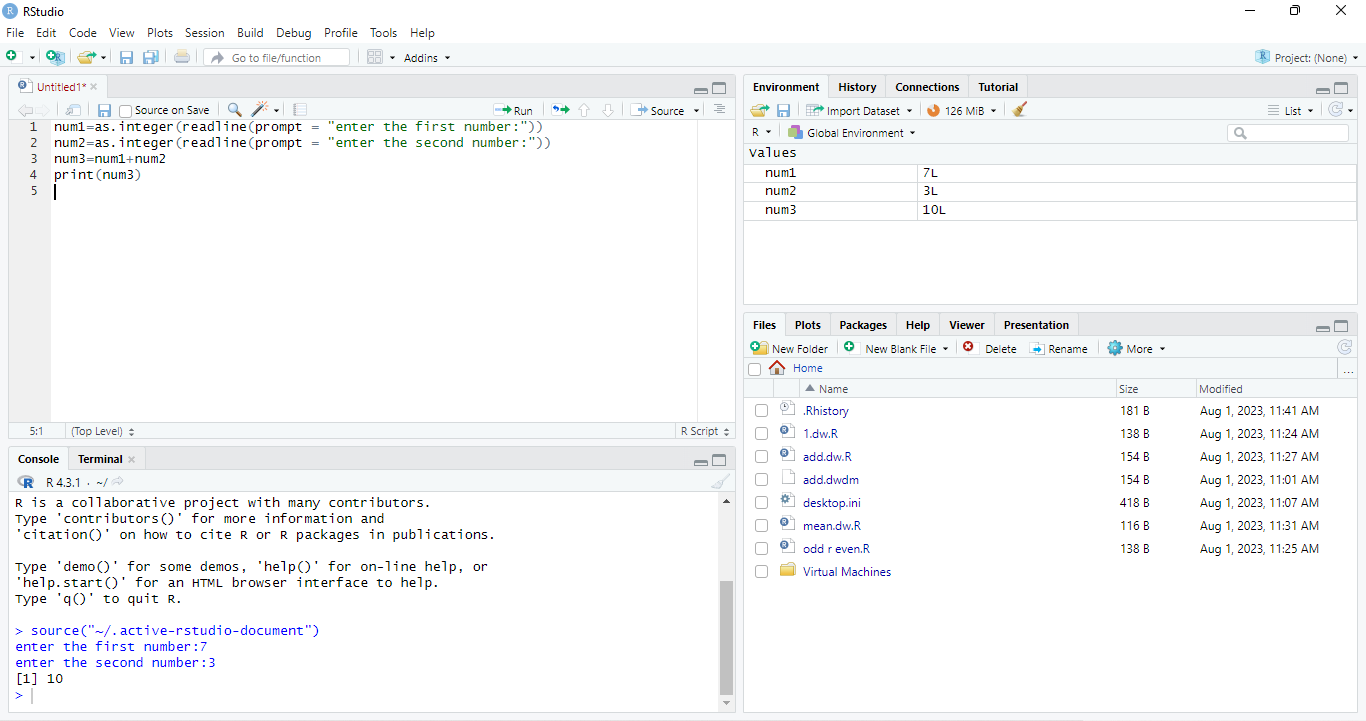 RStudio
File Edit Code View Plots Session Build Debug Profile Tools Help
Go to file/function Addins Project: (None)
Untitled1*
Source on Save Run Source
1 num1=as.integer(readline(prompt = "enter the first number:"))
2 num2=as.integer(readline(prompt = "enter the second number:"))
3 num3=num1+num2
4 print(num3)
5
5:1 (Top Level) R Script
Console Terminal
R 4.3.1 · ~/
R is a collaborative project with many contributors.
Type 'contributors()' for more information and
'citation()' on how to cite R or R packages in publications.
Type 'demo()' for some demos, 'help()' for on-line help, or
'help.start()' for an HTML browser interface to help.
Type 'q()' to quit R.
> source("~/.active-rstudio-document")
enter the first number:7
enter the second number:3
[1] 10
>
Environment History Connections Tutorial
Import Dataset 126 MiB List
R Global Environment
Values
num1 7L
num2 3L
num3 10L
Files Plots Packages Help Viewer Presentation
New Folder New Blank File Delete Rename More
Home ...
Name Size Modified
.Rhistory 181 B Aug 1, 2023, 11:41 AM
1.dw.R 138 B Aug 1, 2023, 11:24 AM
add.dw.R 154 B Aug 1, 2023, 11:27 AM
add.dwdm 154 B Aug 1, 2023, 11:01 AM
desktop.ini 418 B Aug 1, 2023, 11:07 AM
mean.dw.R 116 B Aug 1, 2023, 11:31 AM
odd r even.R 138 B Aug 1, 2023, 11:25 AM
Virtual Machines